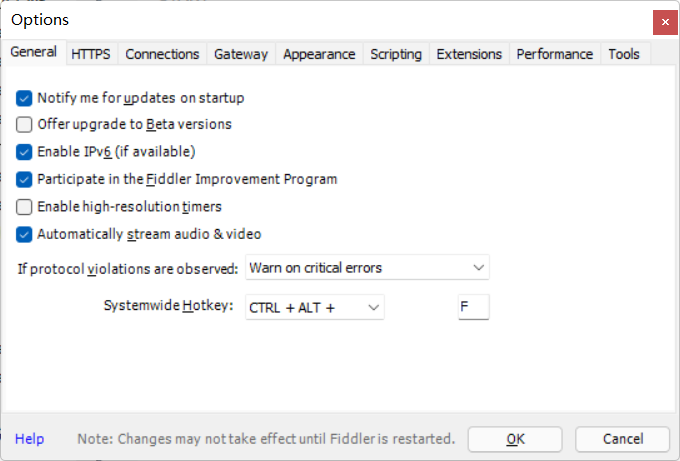 Options
General HTTPS Connections Gateway Appearance Scripting Extensions Performance Tools
Notify me for updates on startup
Offer upgrade to Beta versions
Enable IPv6 (if available)
Participate in the Fiddler Improvement Program
Enable high-resolution timers
Automatically stream audio & video
If protocol violations are observed: Warn on critical errors
Systemwide Hotkey: CTRL + ALT + F
Help Note: Changes may not take effect until Fiddler is restarted. OK Cancel